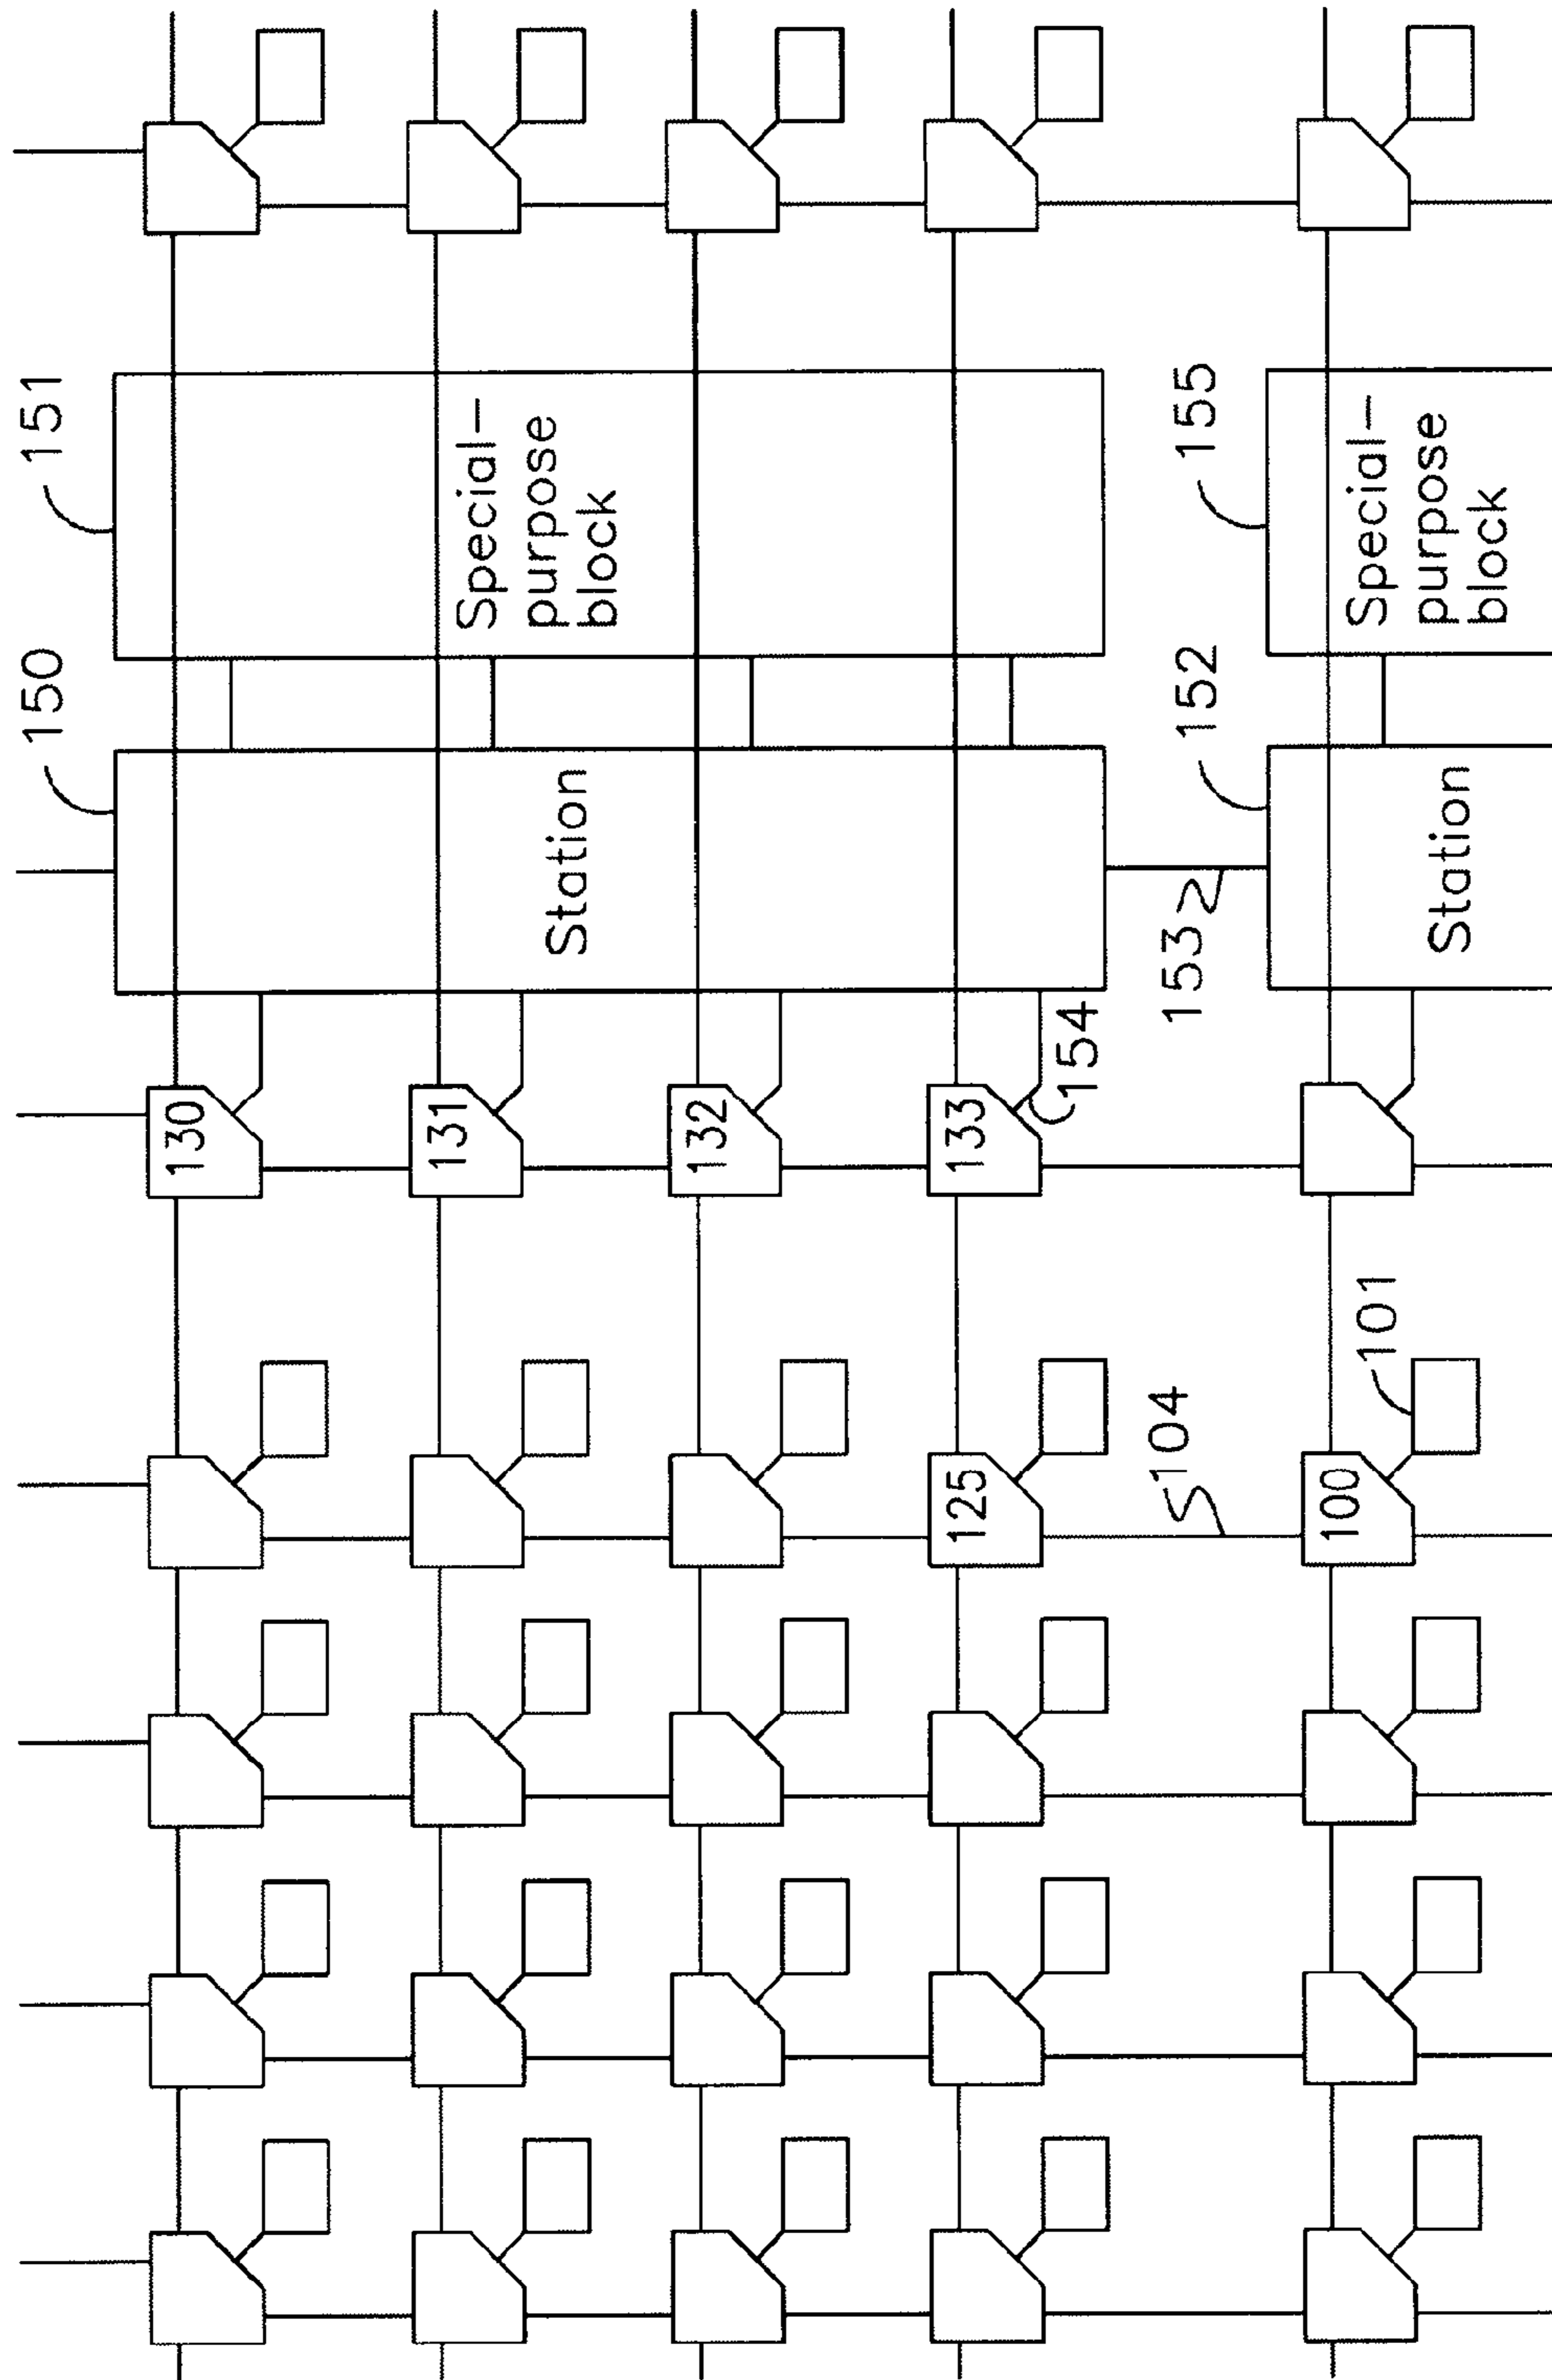 151
150
Special-
purpose
block
Station
155
152
Special-
purpose
block
Station
153
154
130
131
132
133
104
101
125
100